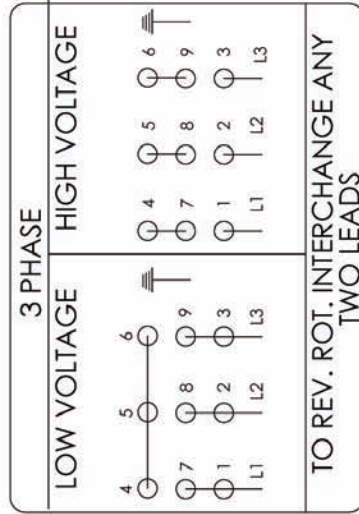 3 PHASE
LOW VOLTAGE
4 5 6
7 8 9
1 2 3
L1 L2 L3
HIGH VOLTAGE
4 5 6
7 8 9
1 2 3
L1 L2 L3
TO REV. ROT. INTERCHANGE ANY
TWO LEADS